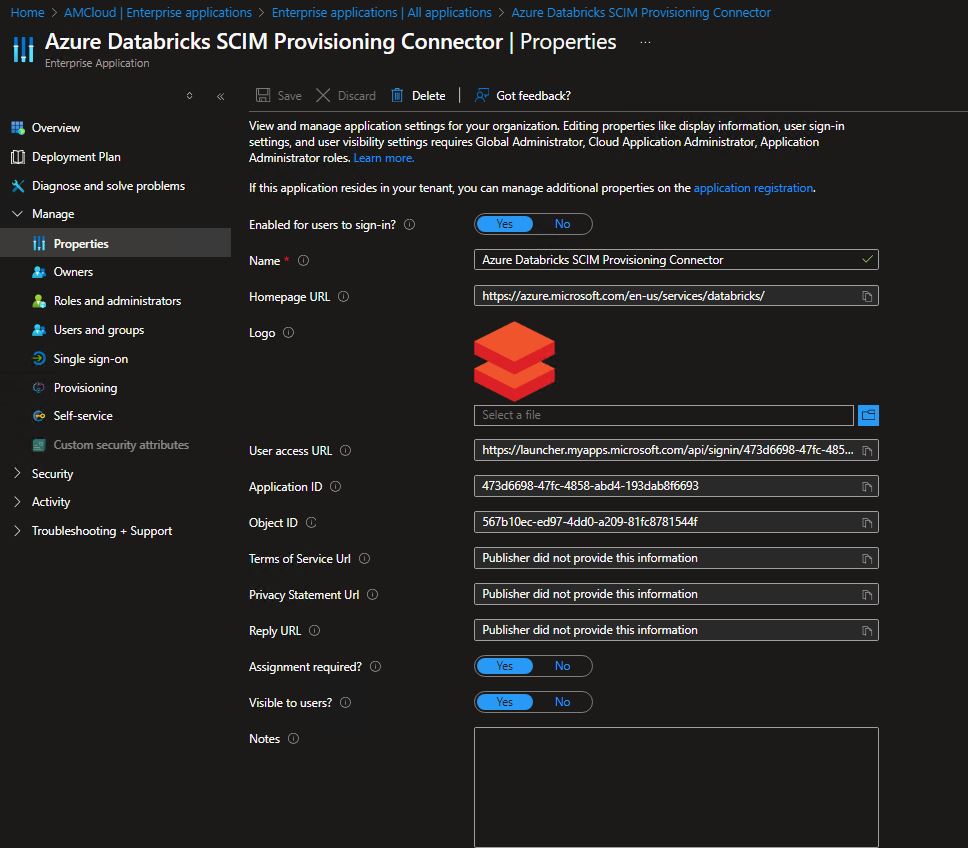 Home > AMCloud | Enterprise applications > Enterprise applications | All applications > Azure Databricks SCIM Provisioning Connector
Azure Databricks SCIM Provisioning Connector | Properties ...
Enterprise Application
Save Discard Delete | Got feedback?
Overview
Deployment Plan
Diagnose and solve problems
Manage
Properties
Owners
Roles and administrators
Users and groups
Single sign-on
Provisioning
Self-service
Custom security attributes
Security
Activity
Troubleshooting + Support
View and manage application settings for your organization. Editing properties like display information, user sign-in
settings, and user visibility settings requires Global Administrator, Cloud Application Administrator, Application
Administrator roles. Learn more.
If this application resides in your tenant, you can manage additional properties on the application registration.
Enabled for users to sign-in? Yes No
Name * Azure Databricks SCIM Provisioning Connector
Homepage URL https://azure.microsoft.com/en-us/services/databricks/
Logo
Select a file
User access URL https://launcher.myapps.microsoft.com/api/signin/473d6698-47fc-485...
Application ID 473d6698-47fc-4858-abd4-193dab8f6693
Object ID 567b10ec-ed97-4dd0-a209-81fc8781544f
Terms of Service Url Publisher did not provide this information
Privacy Statement Url Publisher did not provide this information
Reply URL Publisher did not provide this information
Assignment required? Yes No
Visible to users? Yes No
Notes